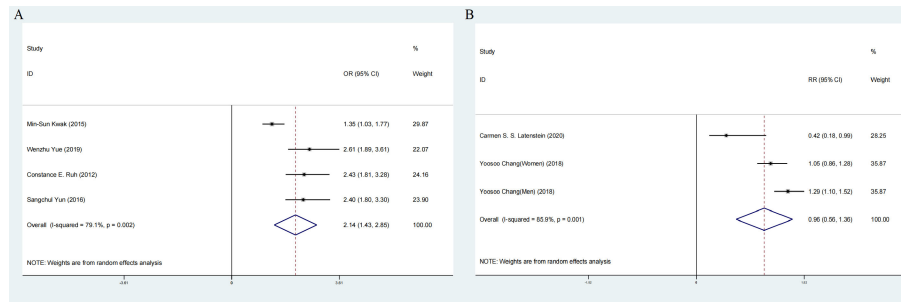 A
Study %
ID OR (95% CI) Weight
Min-Sun Kwak (2015) 1.35 (1.03, 1.77) 29.87
Wenzhu Yue (2019) 2.61 (1.89, 3.61) 22.07
Constance E. Ruh (2012) 2.43 (1.81, 3.28) 24.16
Sangchul Yun (2016) 2.40 (1.80, 3.30) 23.90
Overall (I-squared = 79.1%, p = 0.002) 2.14 (1.43, 2.85) 100.00
NOTE: Weights are from random effects analysis
0
B
Study %
ID RR (95% CI) Weight
Carmen S. S. Latenstein (2020) 0.42 (0.18, 0.99) 28.25
Yoosoo Chang(Women) (2018) 1.05 (0.86, 1.28) 35.87
Yoosoo Chang(Men) (2018) 1.29 (1.10, 1.52) 35.87
Overall (I-squared = 85.9%, p = 0.001) 0.96 (0.56, 1.36) 100.00
NOTE: Weights are from random effects analysis
0